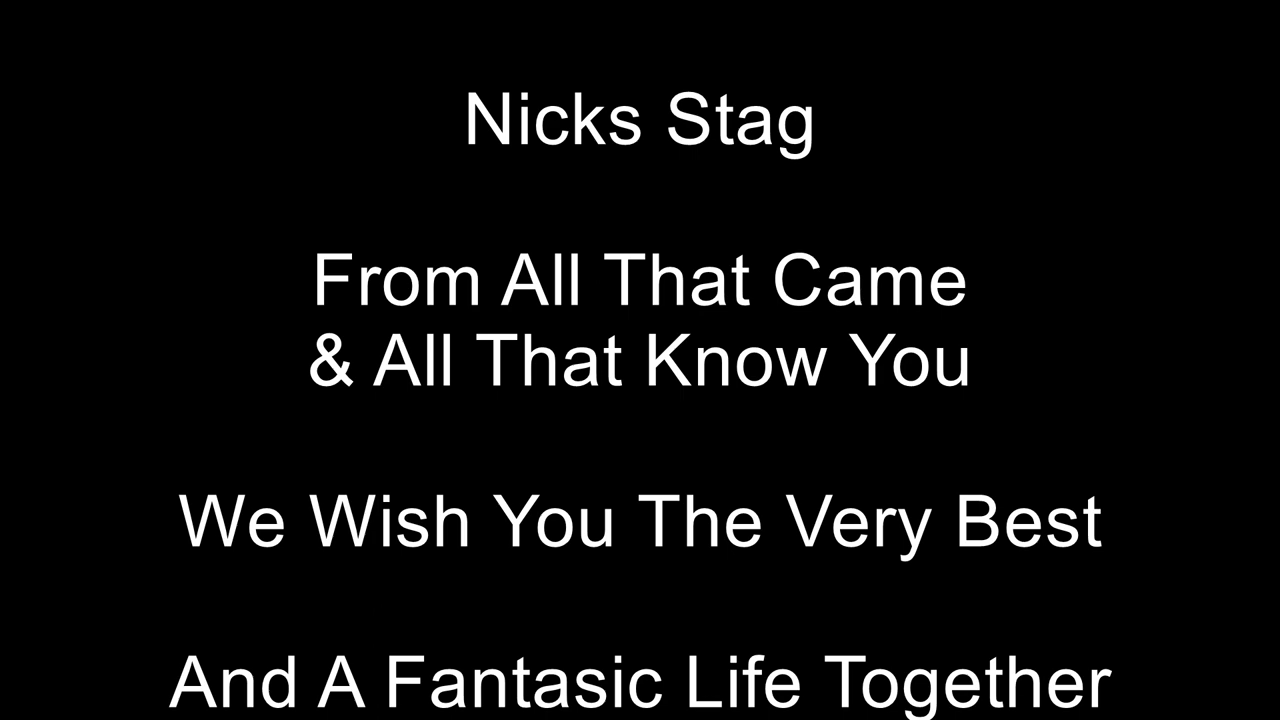 Nicks Stag
From All That Came
& All That Know You
We Wish You The Very Best
And A Fantasic Life Together